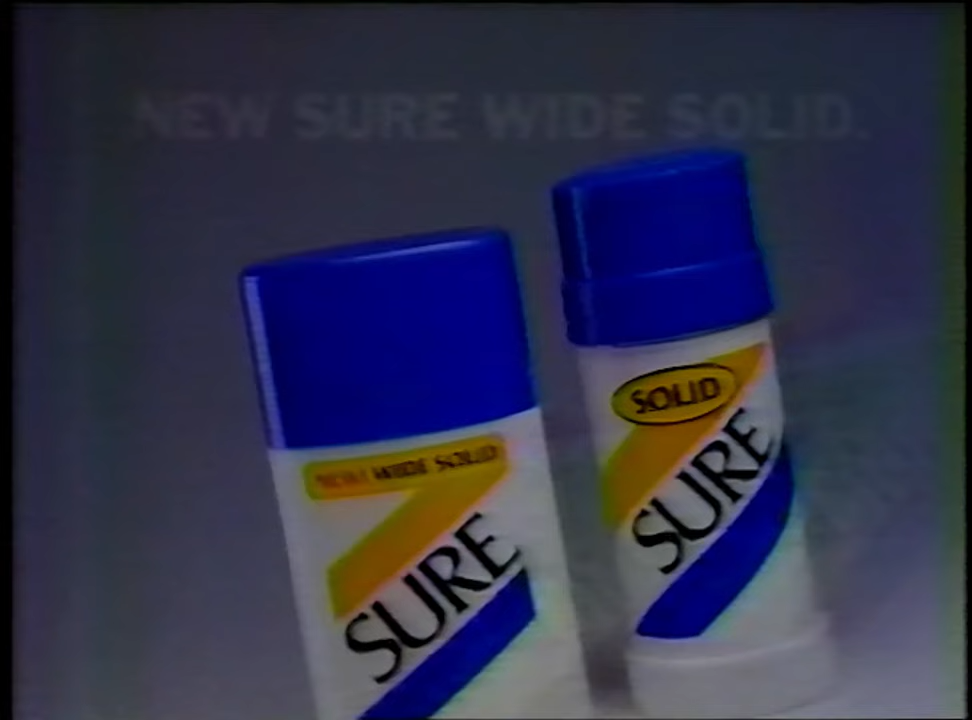 NEW SURE WIDE SOLID.
NEW! WIDE SOLID
SURE
SOLID
SURE